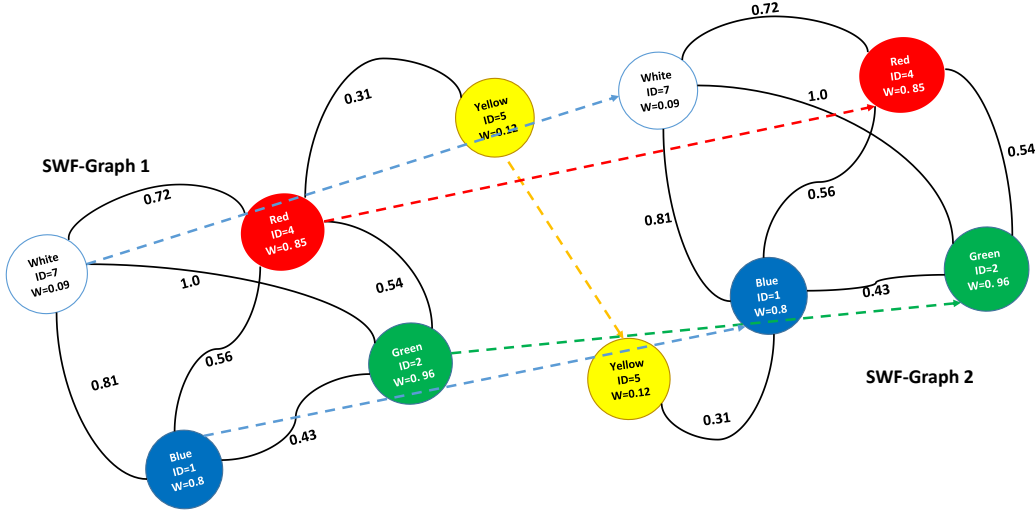 SWF-Graph 1
0.72
0.31
Yellow
ID=5
W=0.12
Red
ID=4
W=0. 85
White
ID=7
W=0.09
1.0
0.54
0.56
0.81
Green
ID=2
W=0. 96
0.43
Blue
ID=1
W=0.8
0.72
White
ID=7
W=0.09
Red
ID=4
W=0. 85
1.0
0.54
0.56
0.81
Green
ID=2
W=0. 96
Blue
ID=1
W=0.8
0.43
Yellow
ID=5
W=0.12
0.31
SWF-Graph 2